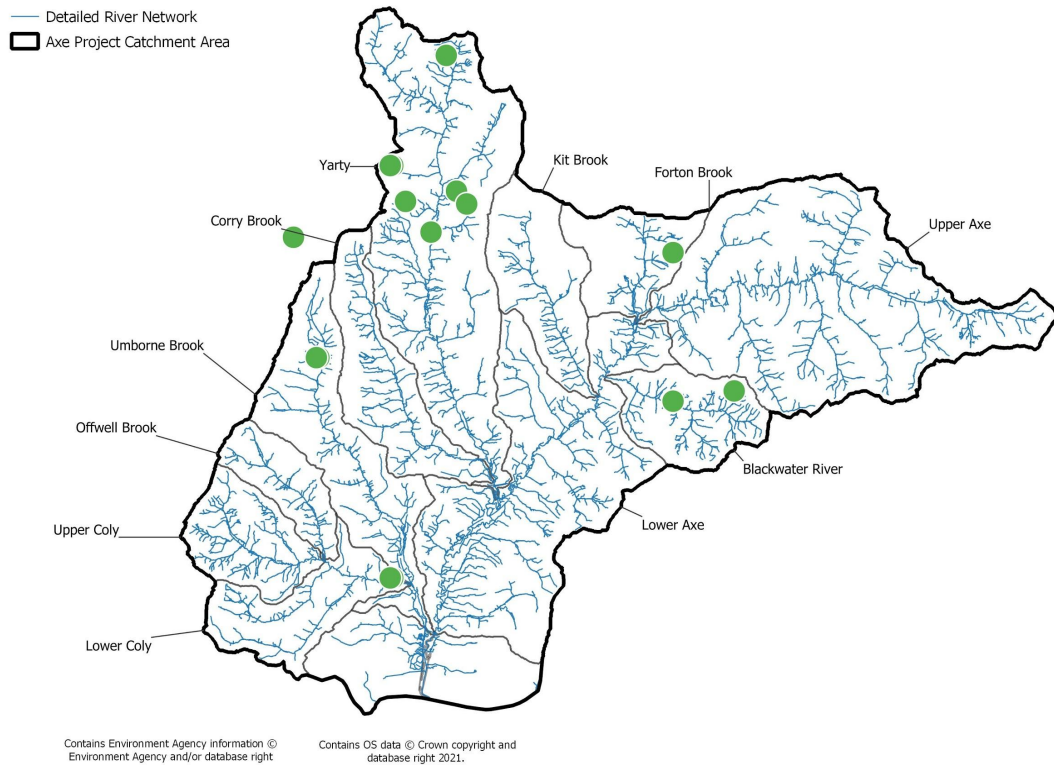 Detailed River Network
Axe Project Catchment Area
Yarty
Kit Brook
Forton Brook
Corry Brook
Upper Axe
Umborne Brook
Offwell Brook
Blackwater River
Upper Coly
Lower Axe
Lower Coly
Contains Environment Agency information ©
Environment Agency and/or database right
Contains OS data © Crown copyright and
database right 2021.